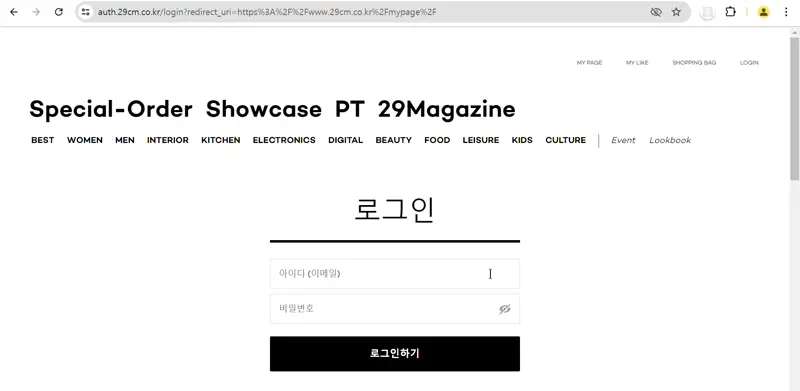 auth.29cm.co.kr/login?redirect_uri=https%3A%2F%2Fwww.29cm.co.kr%2Fmypage%2F
MY PAGE MY LIKE SHOPPING BAG LOGIN
Special-Order Showcase PT 29Magazine
BEST WOMEN MEN INTERIOR KITCHEN ELECTRONICS DIGITAL BEAUTY FOOD LEISURE KIDS CULTURE | Event Lookbook
로그인
아이디 (이메일)
비밀번호
로그인하기